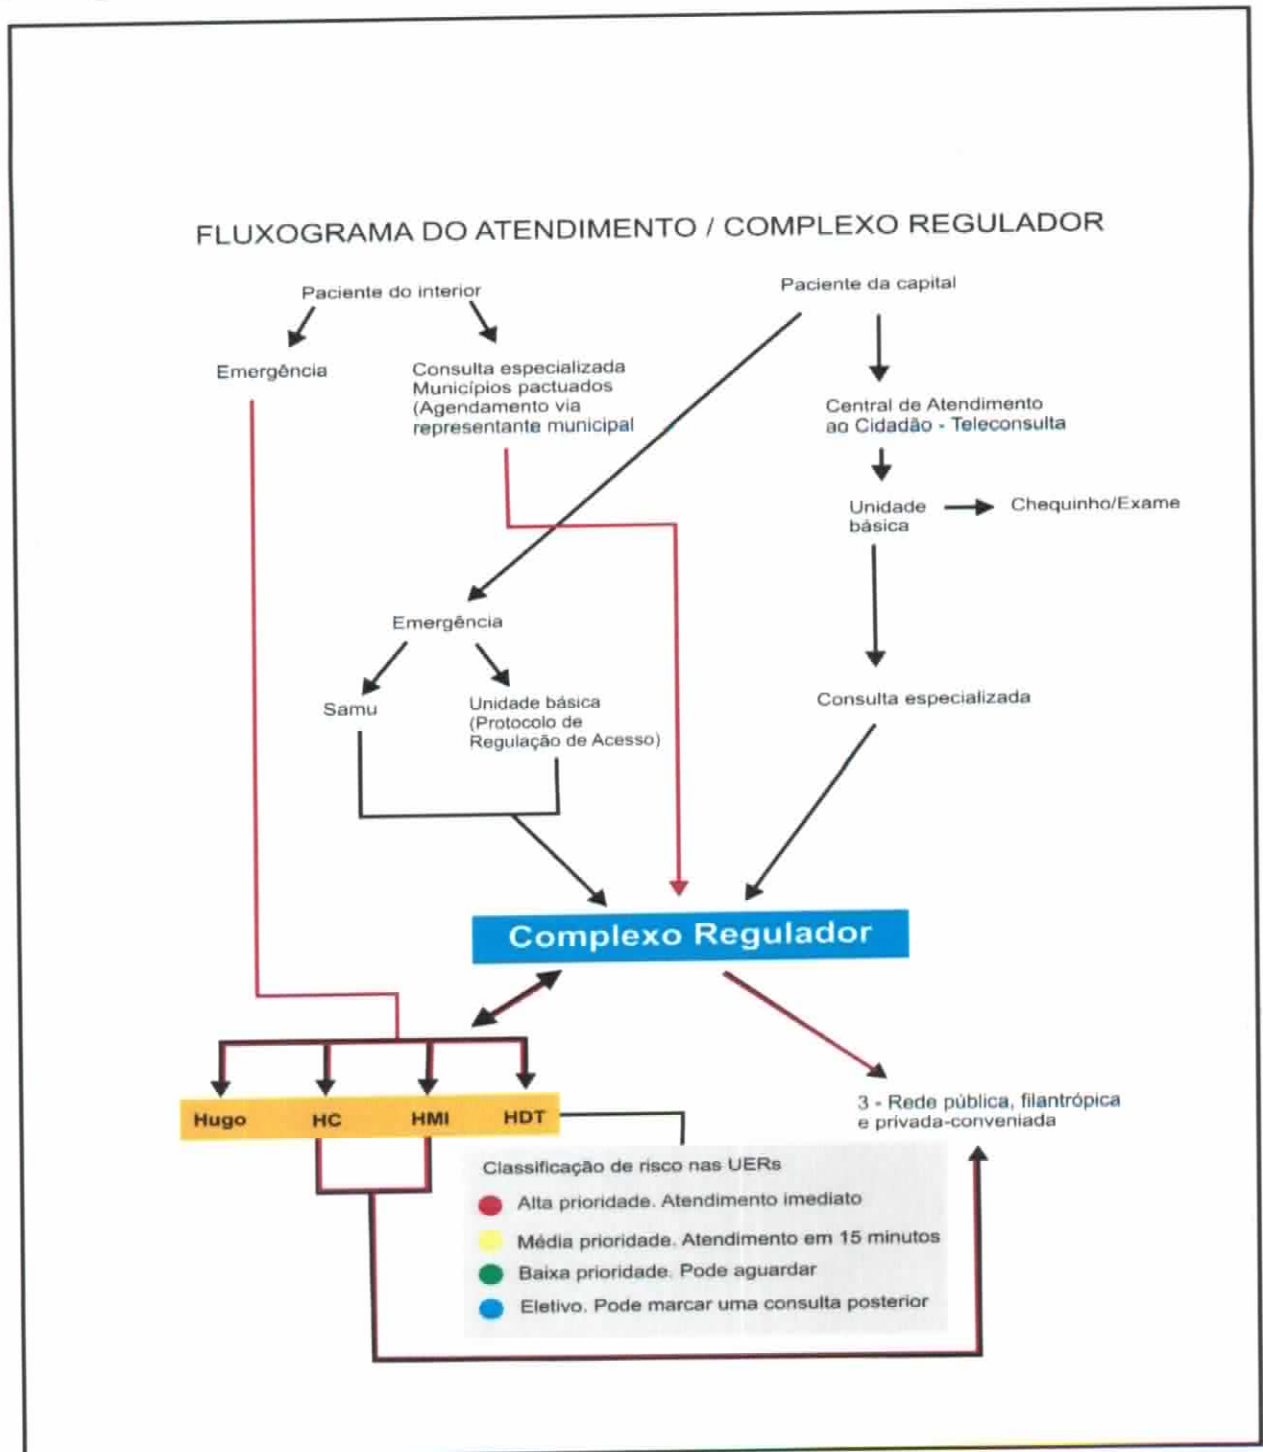 FLUXOGRAMA DO ATENDIMENTO / COMPLEXO REGULADOR
Paciente do interior
Paciente da capital
Emergência
Consulta especializada
Municípios pactuados
(Agendamento via
representante municipal
Central de Atendimento
ao Cidadão - Teleconsulta
Unidade
básica
Chequinho/Exame
Emergência
Samu
Unidade básica
(Protocolo de
Regulação de Acesso)
Consulta especializada
Complexo Regulador
Hugo
HC
HMI
HDT
3 - Rede pública, filantrópica
e privada-conveniada
Classificação de risco nas UERs
Alta prioridade. Atendimento imediato
Média prioridade. Atendimento em 15 minutos
Baixa prioridade. Pode aguardar
Eletivo. Pode marcar uma consulta posterior